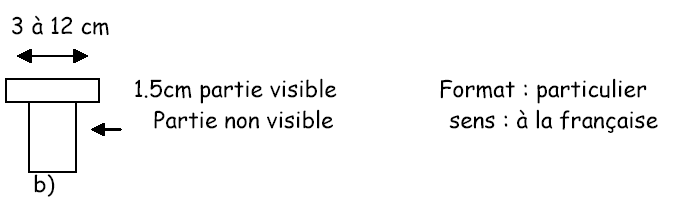 3 à 12 cm
1.5cm partie visible
Format : particulier
Partie non visible
sens : à la française
b)